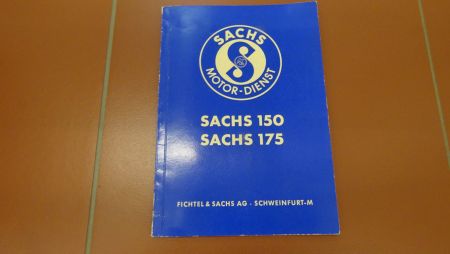 SACHS
MOTOR-DIENST
SACHS 150
SACHS 175
FICHTEL & SACHS AG · SCHWEINFURT-M